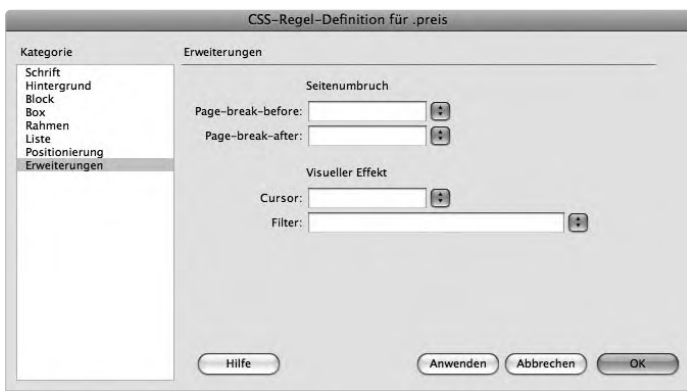 CSS-Regel-Definition für .preis
Kategorie
Schrift
Hintergrund
Block
Box
Rahmen
Liste
Positionierung
Erweiterungen
Erweiterungen
Seitenumbruch
Page-break-before:
Page-break-after:
Visueller Effekt
Cursor:
Filter:
Hilfe
Anwenden
Abbrechen
OK